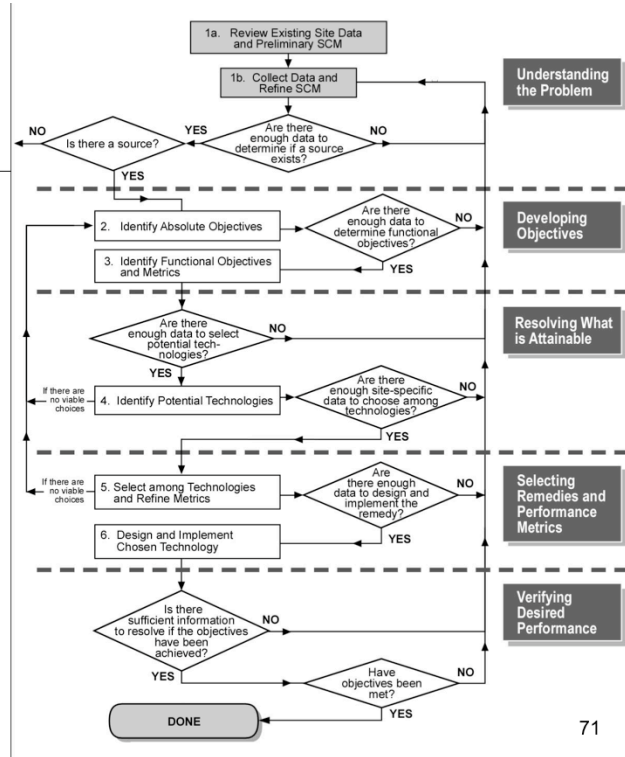 1a. Review Existing Site Data
and Preliminary SCM
1b. Collect Data and
Refine SCM
Understanding
the Problem
NO
Is there a source?
YES
Are there
enough data to
determine if a source
exists?
NO
YES
2. Identify Absolute Objectives
Are there
enough data to
determine functional
objectives?
NO
Developing
Objectives
3. Identify Functional Objectives
and Metrics
YES
Are there
enough data to select
potential tech-
nologies?
NO
Resolving What
is Attainable
YES
If there are
no viable
choices
4. Identify Potential Technologies
Are there
enough site-specific
data to choose among
technologies?
NO
YES
If there are
no viable
choices
5. Select among Technologies
and Refine Metrics
Are
there enough
data to design and
implement the
remedy?
NO
Selecting
Remedies and
Performance
Metrics
6. Design and Implement
Chosen Technology
YES
Is there
sufficient information
to resolve if the objectives
have been
achieved?
NO
Verifying
Desired
Performance
YES
Have
objectives been
met?
NO
YES
DONE
71